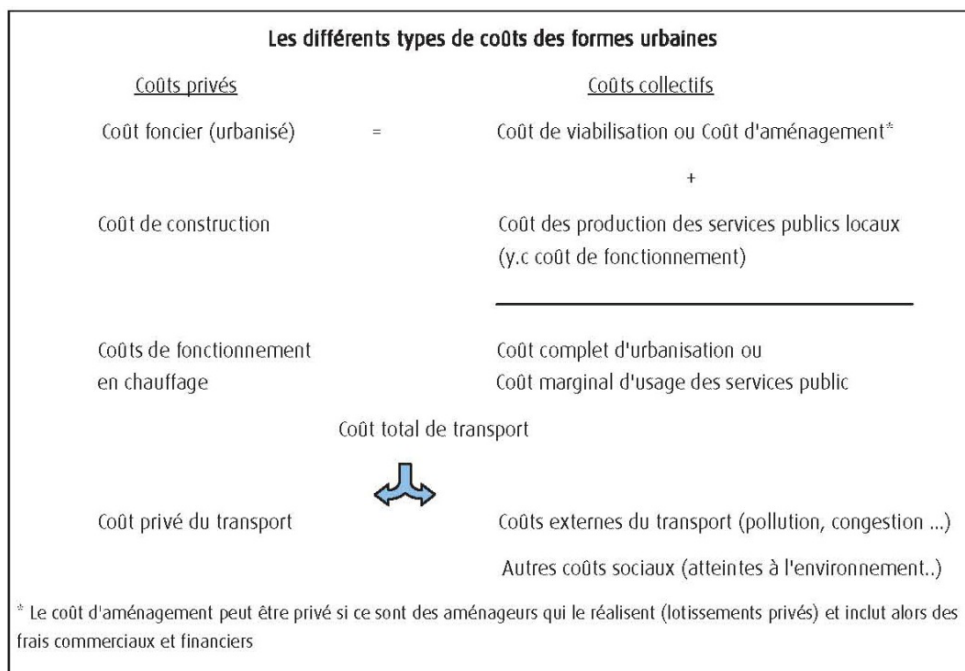 Les différents types de coûts des formes urbaines
Coûts privés
Coûts collectifs
Coût foncier (urbanisé)
=
Coût de viabilisation ou Coût d'aménagement*
+
Coût de construction
Coût des production des services publics locaux
(y.c coût de fonctionnement)
Coûts de fonctionnement
en chauffage
Coût complet d'urbanisation ou
Coût marginal d'usage des services public
Coût total de transport
Coût privé du transport
Coûts externes du transport (pollution, congestion ...)
Autres coûts sociaux (atteintes à l'environnement..)
* Le coût d'aménagement peut être privé si ce sont des aménageurs qui le réalisent (lotissements privés) et inclut alors des
frais commerciaux et financiers